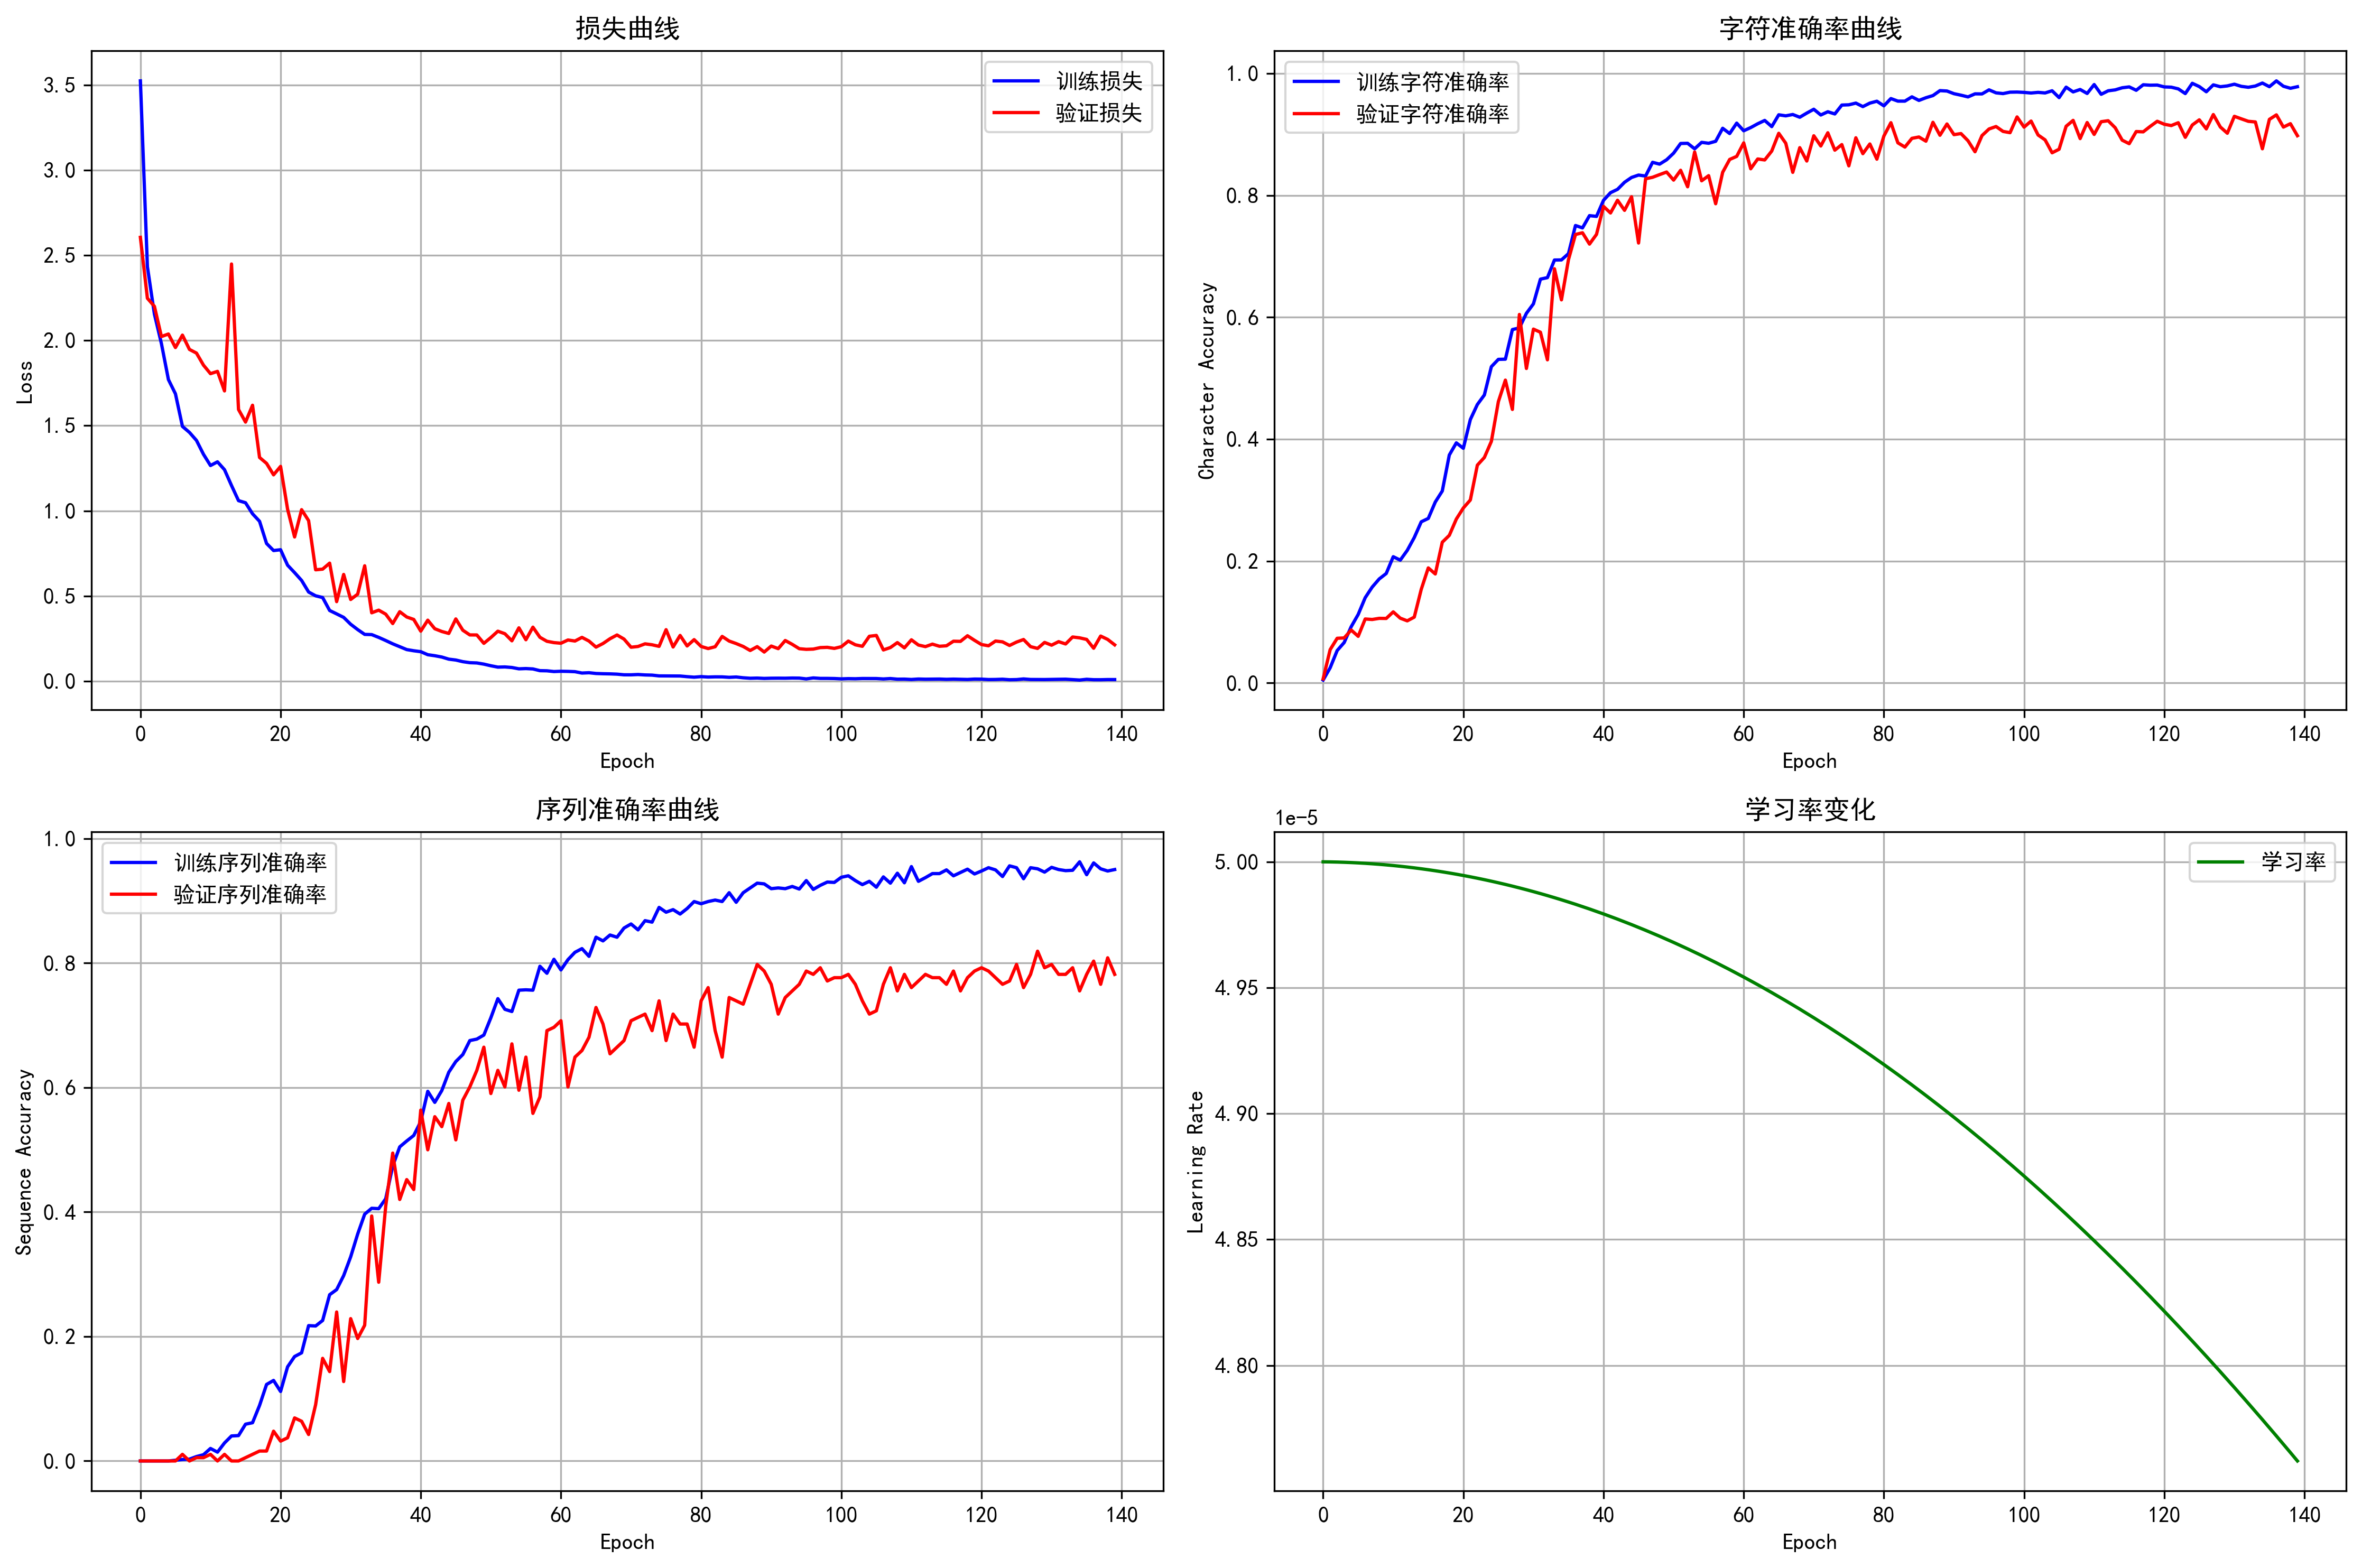 损失曲线
训练损失
验证损失
3.5
3.0
2.5
2.0
1.5
1.0
0.5
0.0
Loss
0 20 40 60 80 100 120 140
Epoch
字符准确率曲线
训练字符准确率
验证字符准确率
1.0
0.8
0.6
0.4
0.2
0.0
Character Accuracy
0 20 40 60 80 100 120 140
Epoch
序列准确率曲线
训练序列准确率
验证序列准确率
1.0
0.8
0.6
0.4
0.2
0.0
Sequence Accuracy
0 20 40 60 80 100 120 140
Epoch
学习率变化
1e-5
学习率
5.00
4.95
4.90
4.85
4.80
Learning Rate
0 20 40 60 80 100 120 140
Epoch